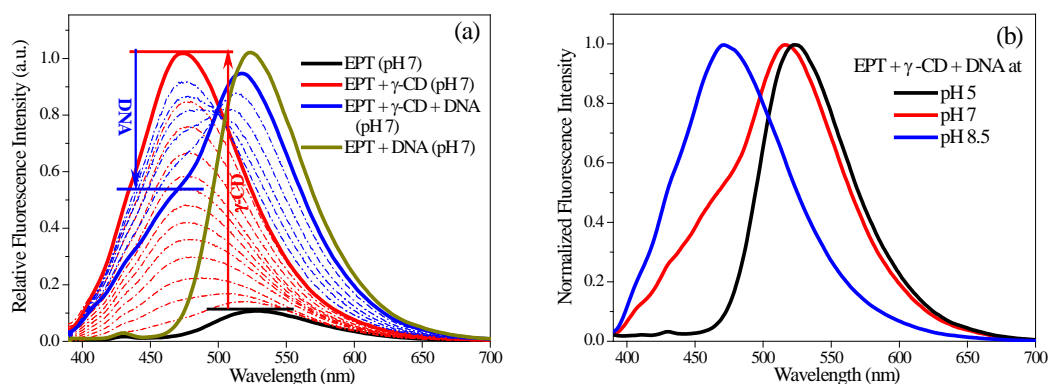 (a)
Relative Fluorescence Intensity (a.u.)
1.0
0.8
0.6
0.4
0.2
0.0
DNA
γ-CD
EPT (pH 7)
EPT + γ-CD (pH 7)
EPT + γ-CD + DNA
(pH 7)
EPT + DNA (pH 7)
400 450 500 550 600 650 700
Wavelength (nm)
(b)
Normalized Fluorescence Intensity
1.0
0.8
0.6
0.4
0.2
0.0
EPT + γ -CD + DNA at
pH 5
pH 7
pH 8.5
400 450 500 550 600 650 700
Wavelength (nm)